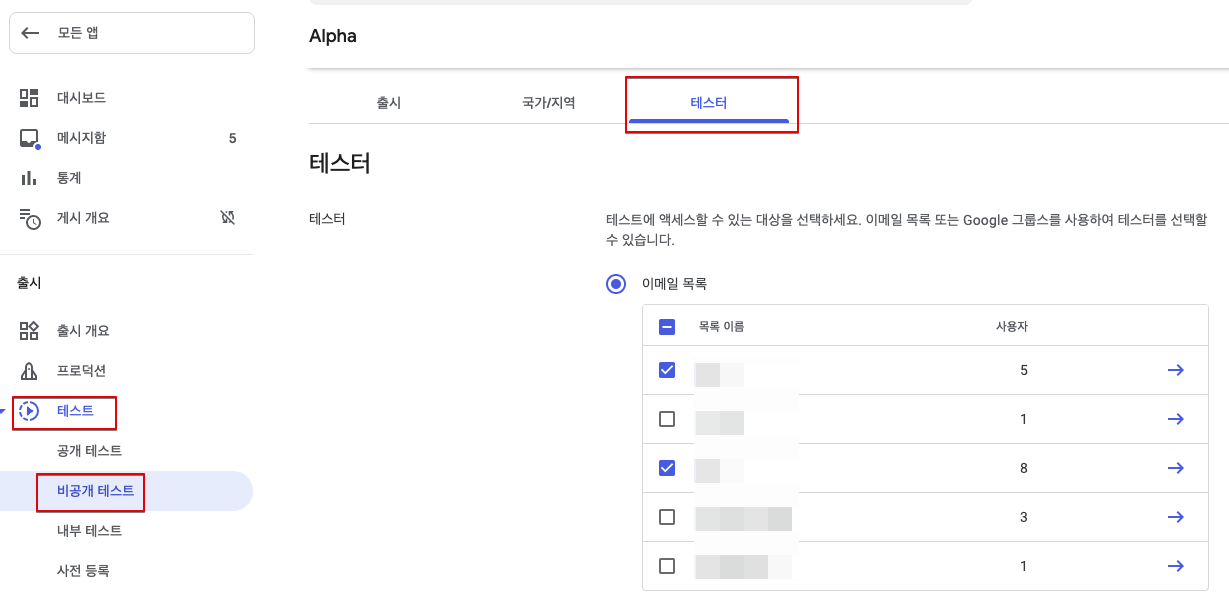 모든 앱
대시보드
메시지함 5
통계
게시 개요
출시
출시 개요
프로덕션
테스트
공개 테스트
비공개 테스트
내부 테스트
사전 등록
Alpha
출시 국가/지역 테스터
테스터
테스터
테스트에 액세스할 수 있는 대상을 선택하세요. 이메일 목록 또는 Google 그룹스를 사용하여 테스터를 선택할
수 있습니다.
이메일 목록
목록 이름 사용자
5
1
8
3
1